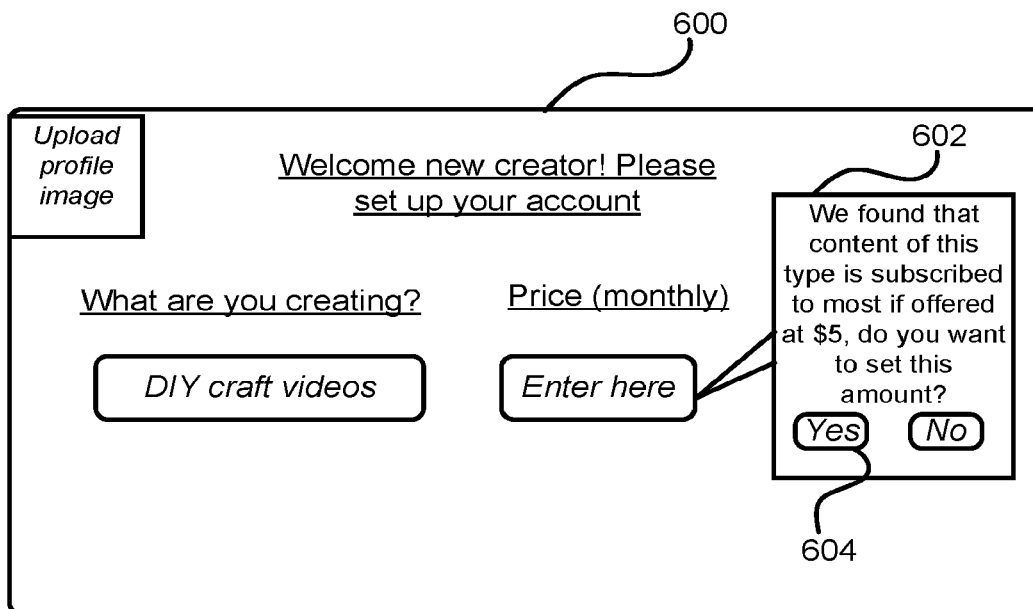 600
Upload
profile
image
Welcome new creator! Please
set up your account
602
We found that
content of this
type is subscribed
to most if offered
at $5, do you want
to set this
amount?
Yes No
What are you creating?
Price (monthly)
DIY craft videos
Enter here
604